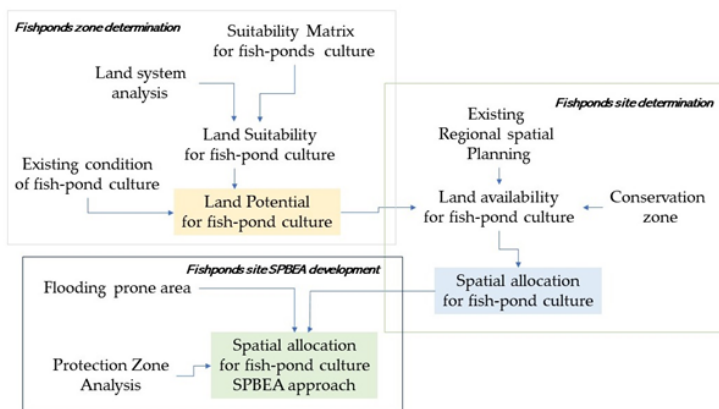 Fishponds zone determination
Suitability Matrix
for fish-ponds culture
Land system
analysis
Land Suitability
for fish-pond culture
Existing condition
of fish-pond culture
Land Potential
for fish-pond culture
Fishponds site determination
Existing
Regional spatial
Planning
Land availability
for fish-pond culture
Conservation
zone
Spatial allocation
for fish-pond culture
Fishponds site SPBEA development
Flooding prone area
Protection Zone
Analysis
Spatial allocation
for fish-pond culture
SPBEA approach